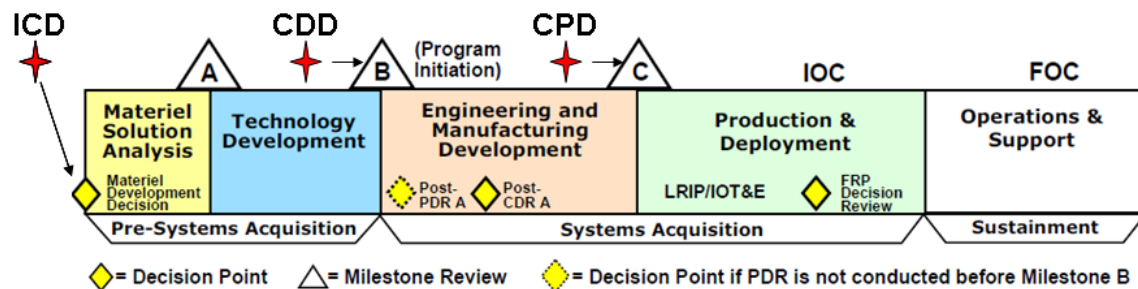 ICD
CDD
CPD
A
B
(Program
Initiation)
C
IOC
FOC
Materiel
Solution
Analysis
Technology
Development
Engineering and
Manufacturing
Development
Production &
Deployment
Operations &
Support
Materiel
Development
Decision
Post-
PDR A
Post-
CDR A
LRIP/IOT&E
FRP
Decision
Review
Pre-Systems Acquisition
Systems Acquisition
Sustainment
= Decision Point
= Milestone Review
= Decision Point if PDR is not conducted before Milestone B